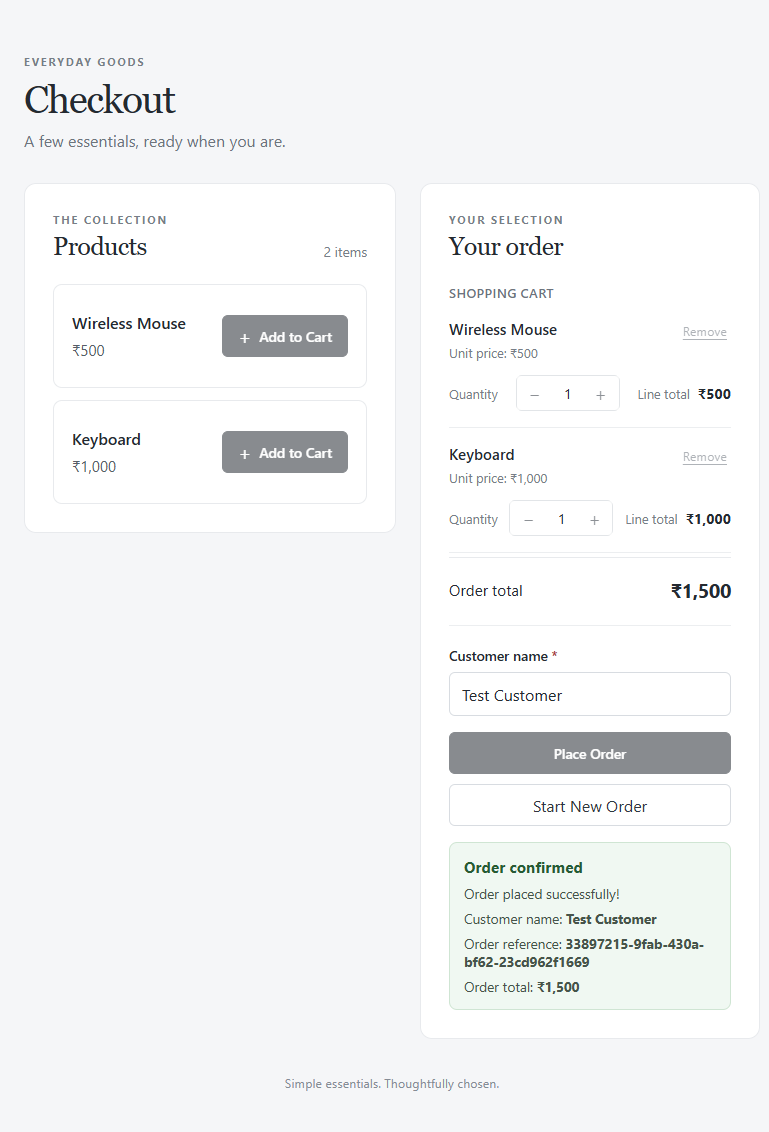 EVERYDAY GOODS
Checkout
A few essentials, ready when you are.
THE COLLECTION
Products
2 items
Wireless Mouse
₹500
+ Add to Cart
Keyboard
₹1,000
+ Add to Cart
YOUR SELECTION
Your order
SHOPPING CART
Wireless Mouse
Remove
Unit price: ₹500
Quantity − 1 + Line total ₹500
Keyboard
Remove
Unit price: ₹1,000
Quantity − 1 + Line total ₹1,000
Order total ₹1,500
Customer name *
Test Customer
Place Order
Start New Order
Order confirmed
Order placed successfully!
Customer name: Test Customer
Order reference: 33897215-9fab-430a-
bf62-23cd962f1669
Order total: ₹1,500
Simple essentials. Thoughtfully chosen.